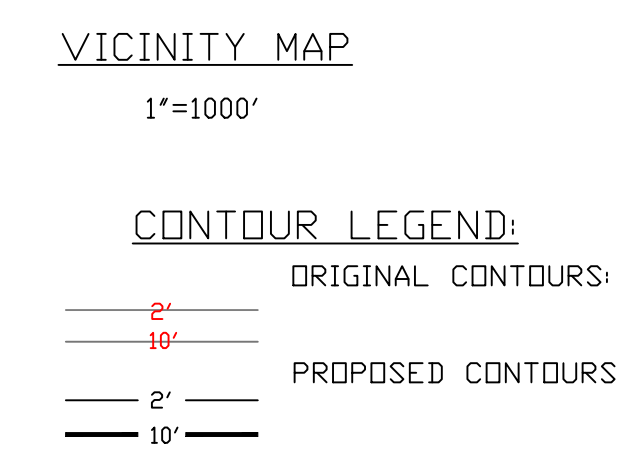 VICINITY MAP
1"=1000'
CONTOUR LEGEND:
ORIGINAL CONTOURS:
2'
10'
PROPOSED CONTOURS
2'
10'